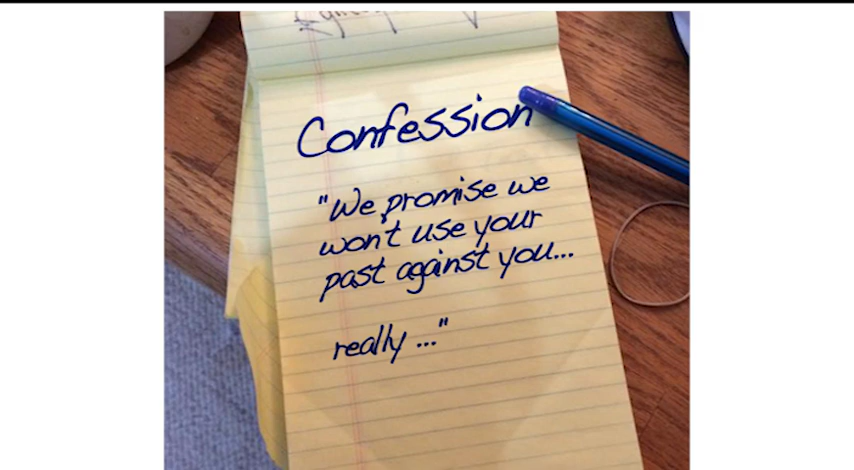 Confession
"We promise we
won't use your
past against you...
really ..."